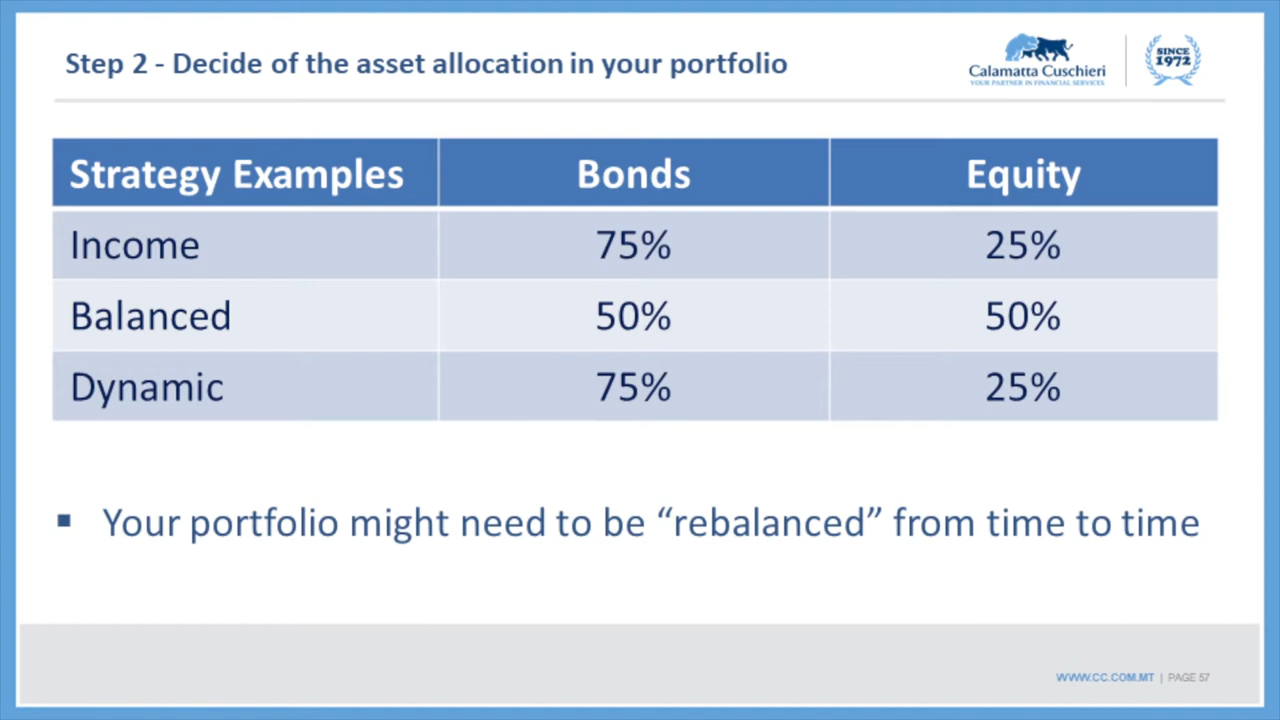 Step 2 - Decide of the asset allocation in your portfolio
Calamatta Cuschieri
YOUR PARTNER IN FINANCIAL SERVICES
SINCE
1972
Strategy Examples Bonds Equity
Income 75% 25%
Balanced 50% 50%
Dynamic 75% 25%
▪ Your portfolio might need to be “rebalanced” from time to time
WWW.CC.COM.MT | PAGE 57